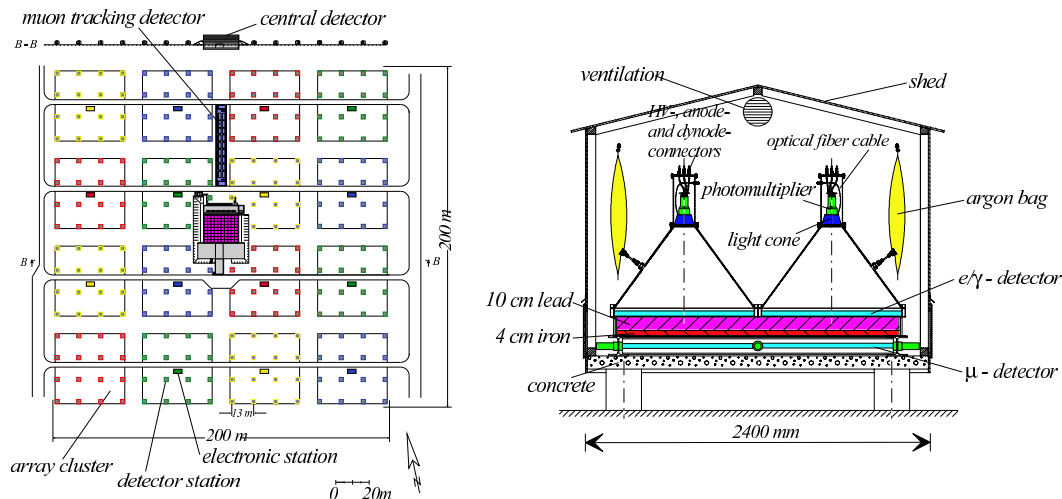 muon tracking detector
central detector
B - B
200 m
B
B
13 m
200 m
array cluster
detector station
electronic station
0 20m
ventilation
shed
HV-, anode-
and dynode-
connectors
optical fiber cable
photomultiplier
argon bag
light cone
e/γ - detector
10 cm lead
4 cm iron
concrete
μ - detector
2400 mm